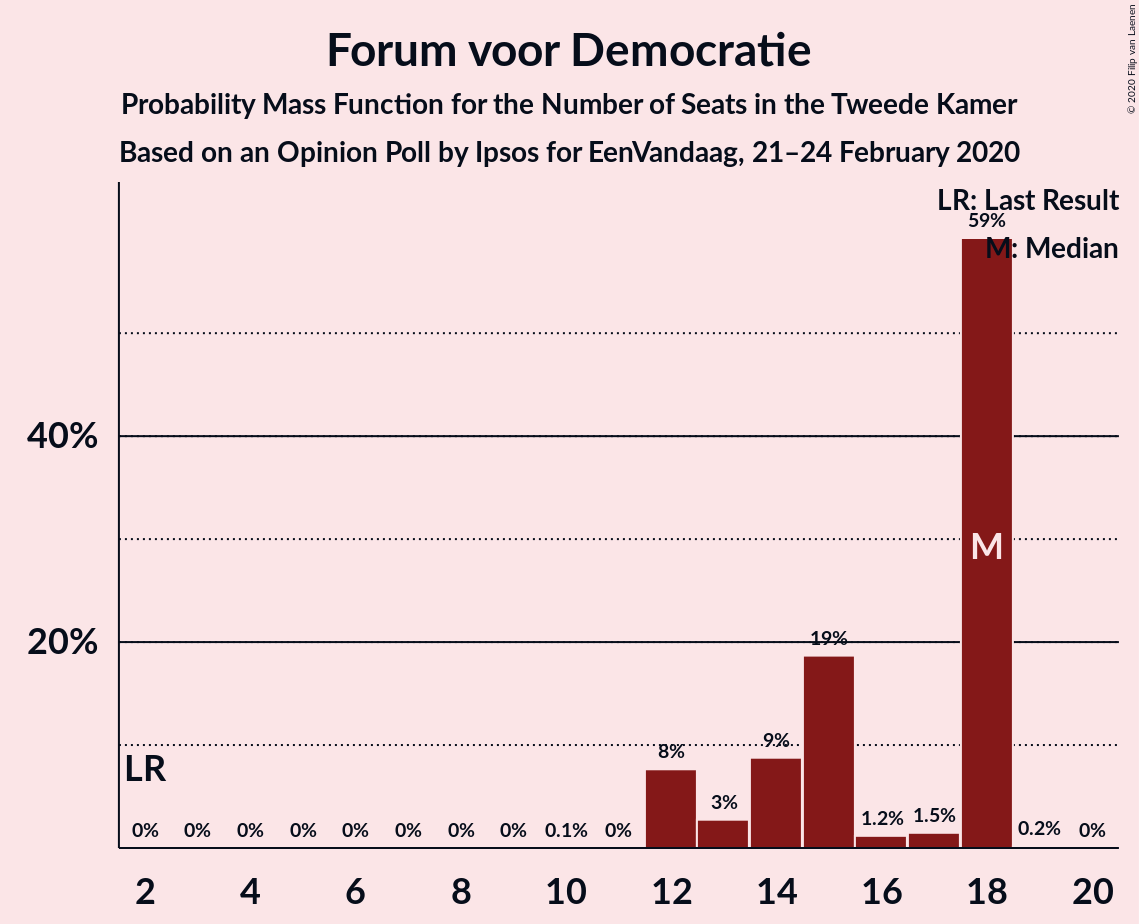 Forum voor Democratie
Probability Mass Function for the Number of Seats in the Tweede Kamer
Based on an Opinion Poll by Ipsos for EenVandaag, 21–24 February 2020
© 2020 Filip van Laenen
LR: Last Result
M: Median
40%
20%
LR
M
0% 0% 0% 0% 0% 0% 0% 0% 0.1% 0% 8% 3% 9% 19% 1.2% 1.5% 59% 0.2% 0%
2 4 6 8 10 12 14 16 18 20